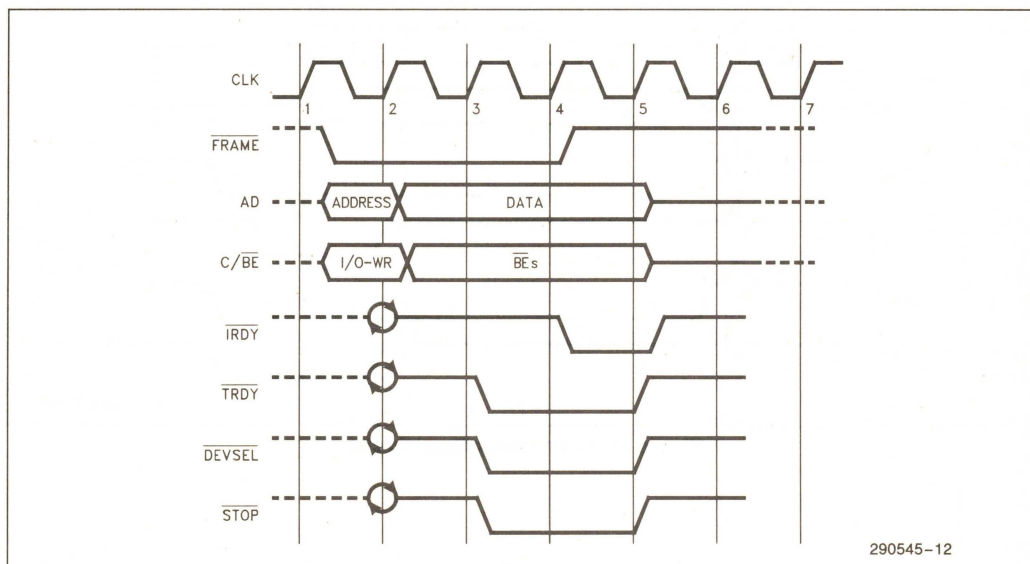 CLK
1 2 3 4 5 6 7
FRAME
AD ADDRESS DATA
C/BE I/O-WR BEs
IRDY
TRDY
DEVSEL
STOP
290545-12